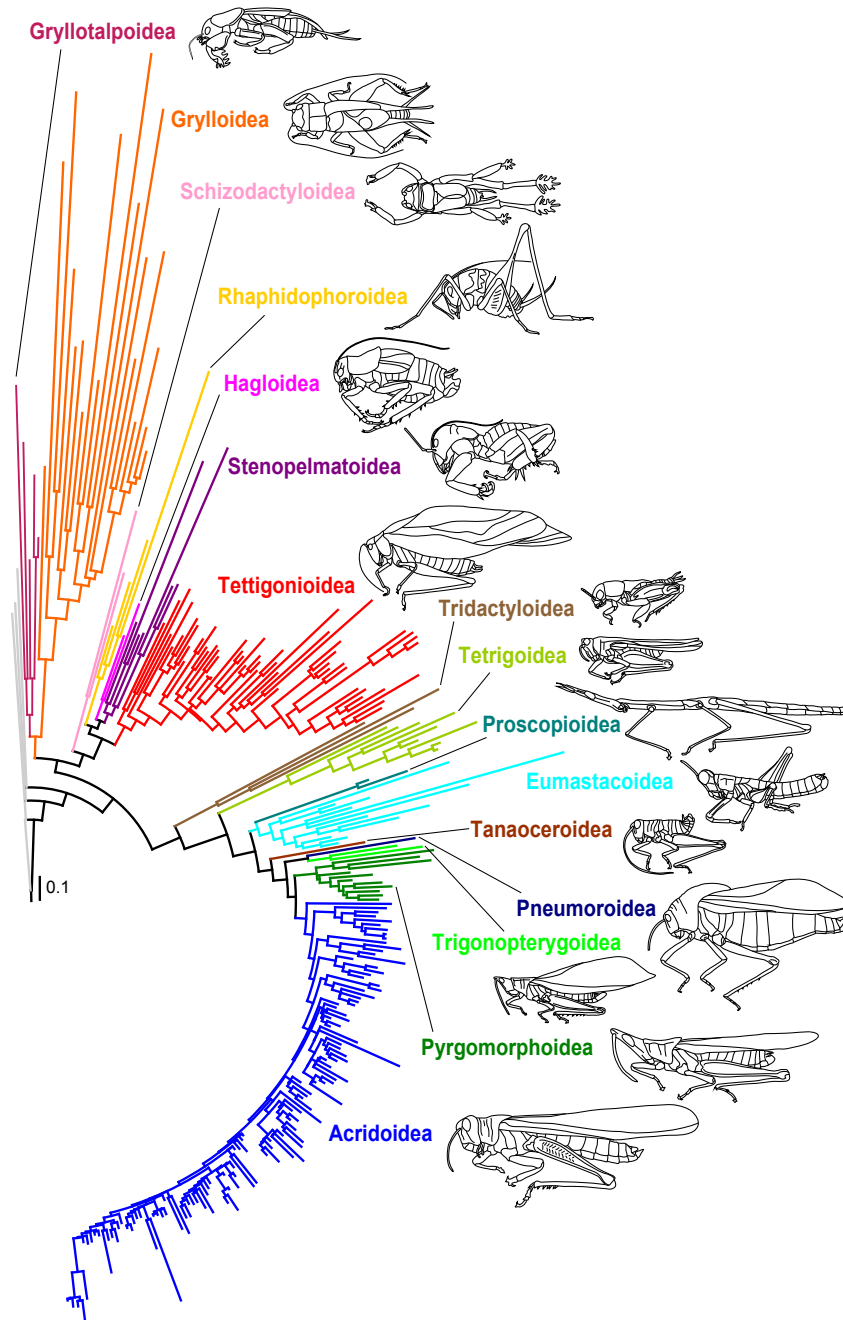 Gryllotalpoidea
Grylloidea
Schizodactyloidea
Rhaphidophoroidea
Hagloidea
Stenopelmatoidea
Tettigonioidea
Tridactyloidea
Tetrigoidea
Proscopioidea
Eumastacoidea
Tanaoceroidea
0.1
Pneumoroidea
Trigonopterygoidea
Pyrgomorphoidea
Acridoidea